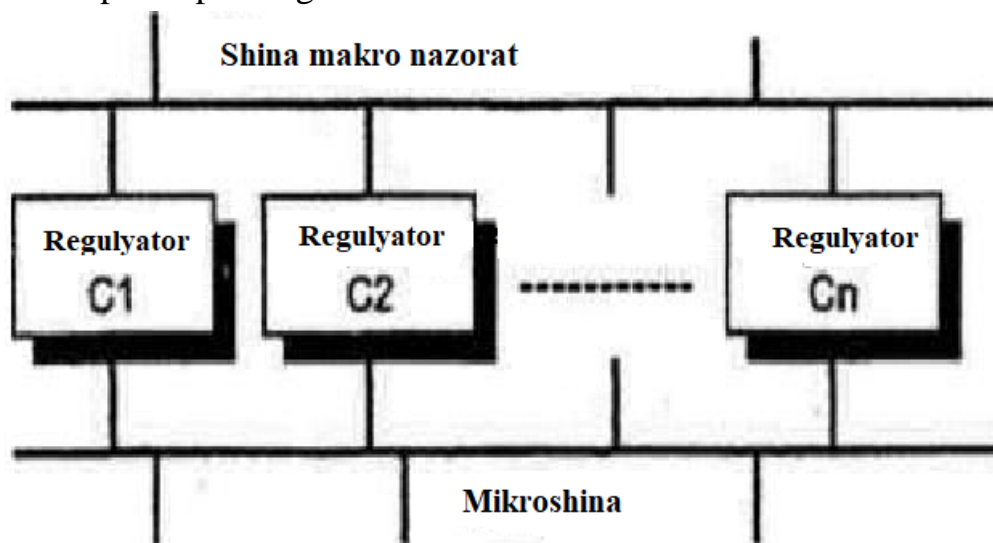 Shina makro nazorat
Regulyator
C1
Regulyator
C2
Regulyator
Cn
Mikroshina